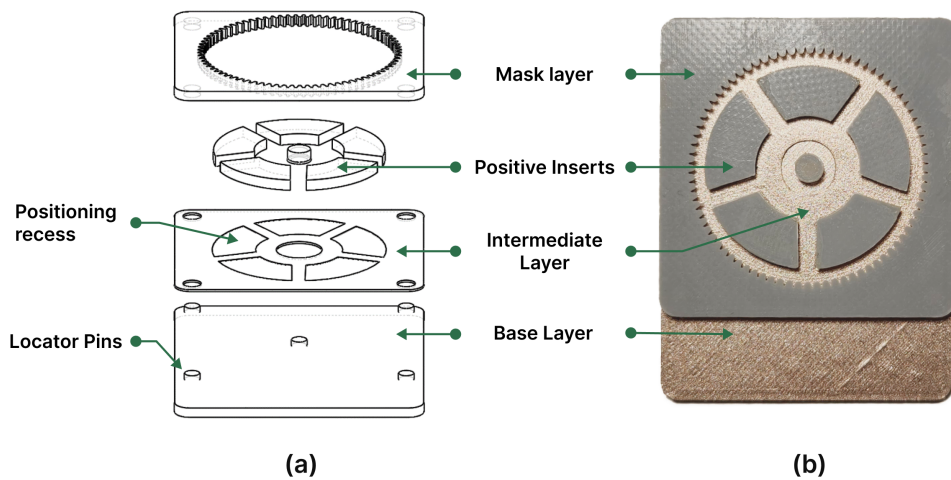 Mask layer
Positive Inserts
Positioning
recess
Intermediate
Layer
Locator Pins
Base Layer
(a)
(b)